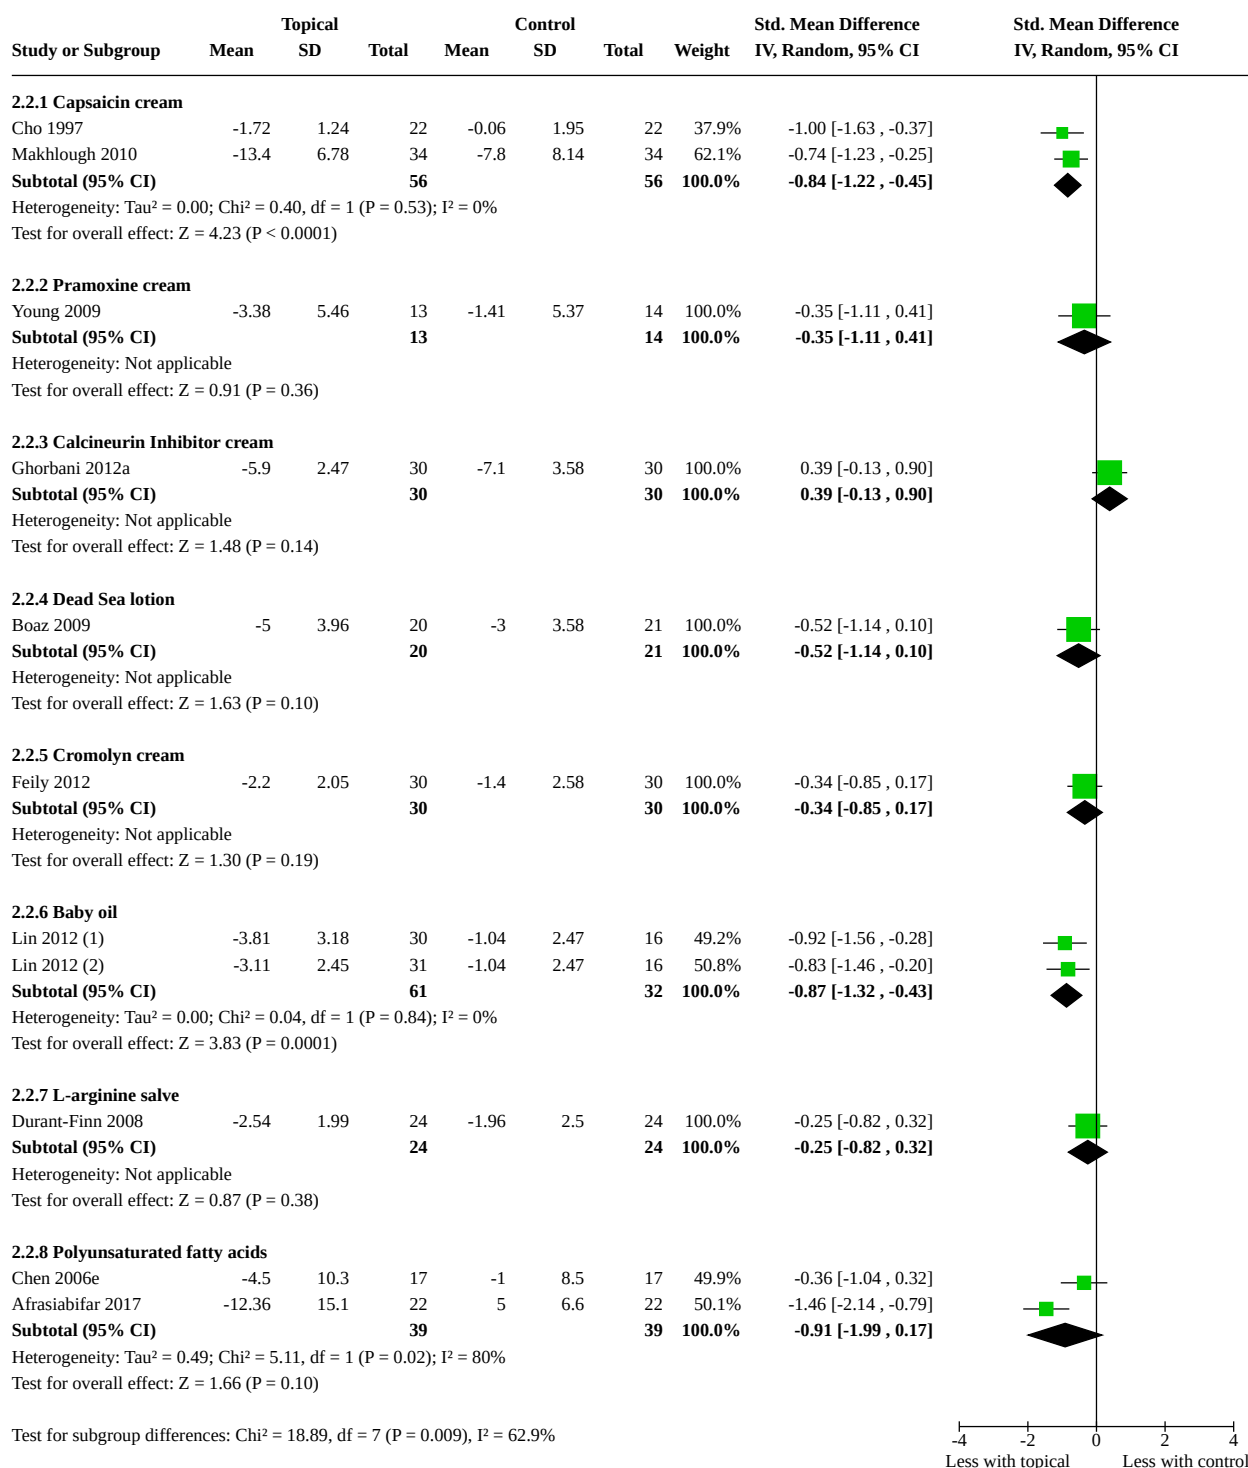 Topical Control Std. Mean Difference Std. Mean Difference
Study or Subgroup Mean SD Total Mean SD Total Weight IV, Random, 95% CI IV, Random, 95% CI
2.2.1 Capsaicin cream
Cho 1997 -1.72 1.24 22 -0.06 1.95 22 37.9% -1.00 [-1.63 , -0.37]
Makhlough 2010 -13.4 6.78 34 -7.8 8.14 34 62.1% -0.74 [-1.23 , -0.25]
Subtotal (95% CI) 56 56 100.0% -0.84 [-1.22 , -0.45]
Heterogeneity: Tau² = 0.00; Chi² = 0.40, df = 1 (P = 0.53); I² = 0%
Test for overall effect: Z = 4.23 (P < 0.0001)
2.2.2 Pramoxine cream
Young 2009 -3.38 5.46 13 -1.41 5.37 14 100.0% -0.35 [-1.11 , 0.41]
Subtotal (95% CI) 13 14 100.0% -0.35 [-1.11 , 0.41]
Heterogeneity: Not applicable
Test for overall effect: Z = 0.91 (P = 0.36)
2.2.3 Calcineurin Inhibitor cream
Ghorbani 2012a -5.9 2.47 30 -7.1 3.58 30 100.0% 0.39 [-0.13 , 0.90]
Subtotal (95% CI) 30 30 100.0% 0.39 [-0.13 , 0.90]
Heterogeneity: Not applicable
Test for overall effect: Z = 1.48 (P = 0.14)
2.2.4 Dead Sea lotion
Boaz 2009 -5 3.96 20 -3 3.58 21 100.0% -0.52 [-1.14 , 0.10]
Subtotal (95% CI) 20 21 100.0% -0.52 [-1.14 , 0.10]
Heterogeneity: Not applicable
Test for overall effect: Z = 1.63 (P = 0.10)
2.2.5 Cromolyn cream
Feily 2012 -2.2 2.05 30 -1.4 2.58 30 100.0% -0.34 [-0.85 , 0.17]
Subtotal (95% CI) 30 30 100.0% -0.34 [-0.85 , 0.17]
Heterogeneity: Not applicable
Test for overall effect: Z = 1.30 (P = 0.19)
2.2.6 Baby oil
Lin 2012 (1) -3.81 3.18 30 -1.04 2.47 16 49.2% -0.92 [-1.56 , -0.28]
Lin 2012 (2) -3.11 2.45 31 -1.04 2.47 16 50.8% -0.83 [-1.46 , -0.20]
Subtotal (95% CI) 61 32 100.0% -0.87 [-1.32 , -0.43]
Heterogeneity: Tau² = 0.00; Chi² = 0.04, df = 1 (P = 0.84); I² = 0%
Test for overall effect: Z = 3.83 (P = 0.0001)
2.2.7 L-arginine salve
Durant-Finn 2008 -2.54 1.99 24 -1.96 2.5 24 100.0% -0.25 [-0.82 , 0.32]
Subtotal (95% CI) 24 24 100.0% -0.25 [-0.82 , 0.32]
Heterogeneity: Not applicable
Test for overall effect: Z = 0.87 (P = 0.38)
2.2.8 Polyunsaturated fatty acids
Chen 2006e -4.5 10.3 17 -1 8.5 17 49.9% -0.36 [-1.04 , 0.32]
Afrasiabifar 2017 -12.36 15.1 22 5 6.6 22 50.1% -1.46 [-2.14 , -0.79]
Subtotal (95% CI) 39 39 100.0% -0.91 [-1.99 , 0.17]
Heterogeneity: Tau² = 0.49; Chi² = 5.11, df = 1 (P = 0.02); I² = 80%
Test for overall effect: Z = 1.66 (P = 0.10)
Test for subgroup differences: Chi² = 18.89, df = 7 (P = 0.009), I² = 62.9%
-4 -2 0 2 4
Less with topical Less with control